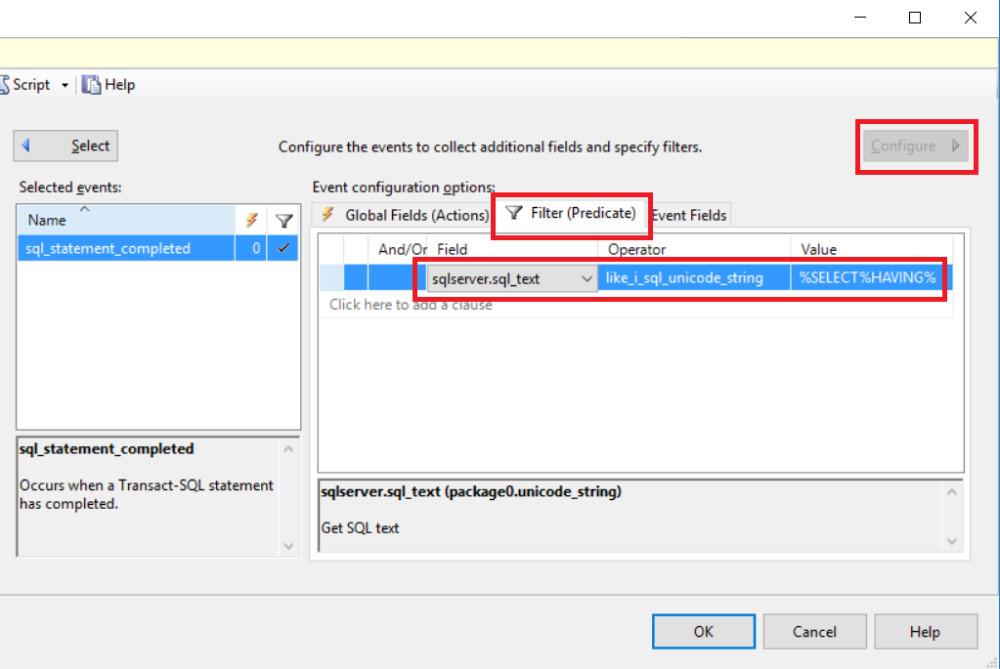 Script Help
Select Configure the events to collect additional fields and specify filters. Configure
Selected events: Event configuration options:
Global Fields (Actions) Filter (Predicate) Event Fields
Name
sql_statement_completed 0
And/Or Field Operator Value
sqlserver.sql_text like_i_sql_unicode_string %SELECT%HAVING%
Click here to add a clause
sql_statement_completed
Occurs when a Transact-SQL statement
has completed.
sqlserver.sql_text (package0.unicode_string)
Get SQL text
OK Cancel Help